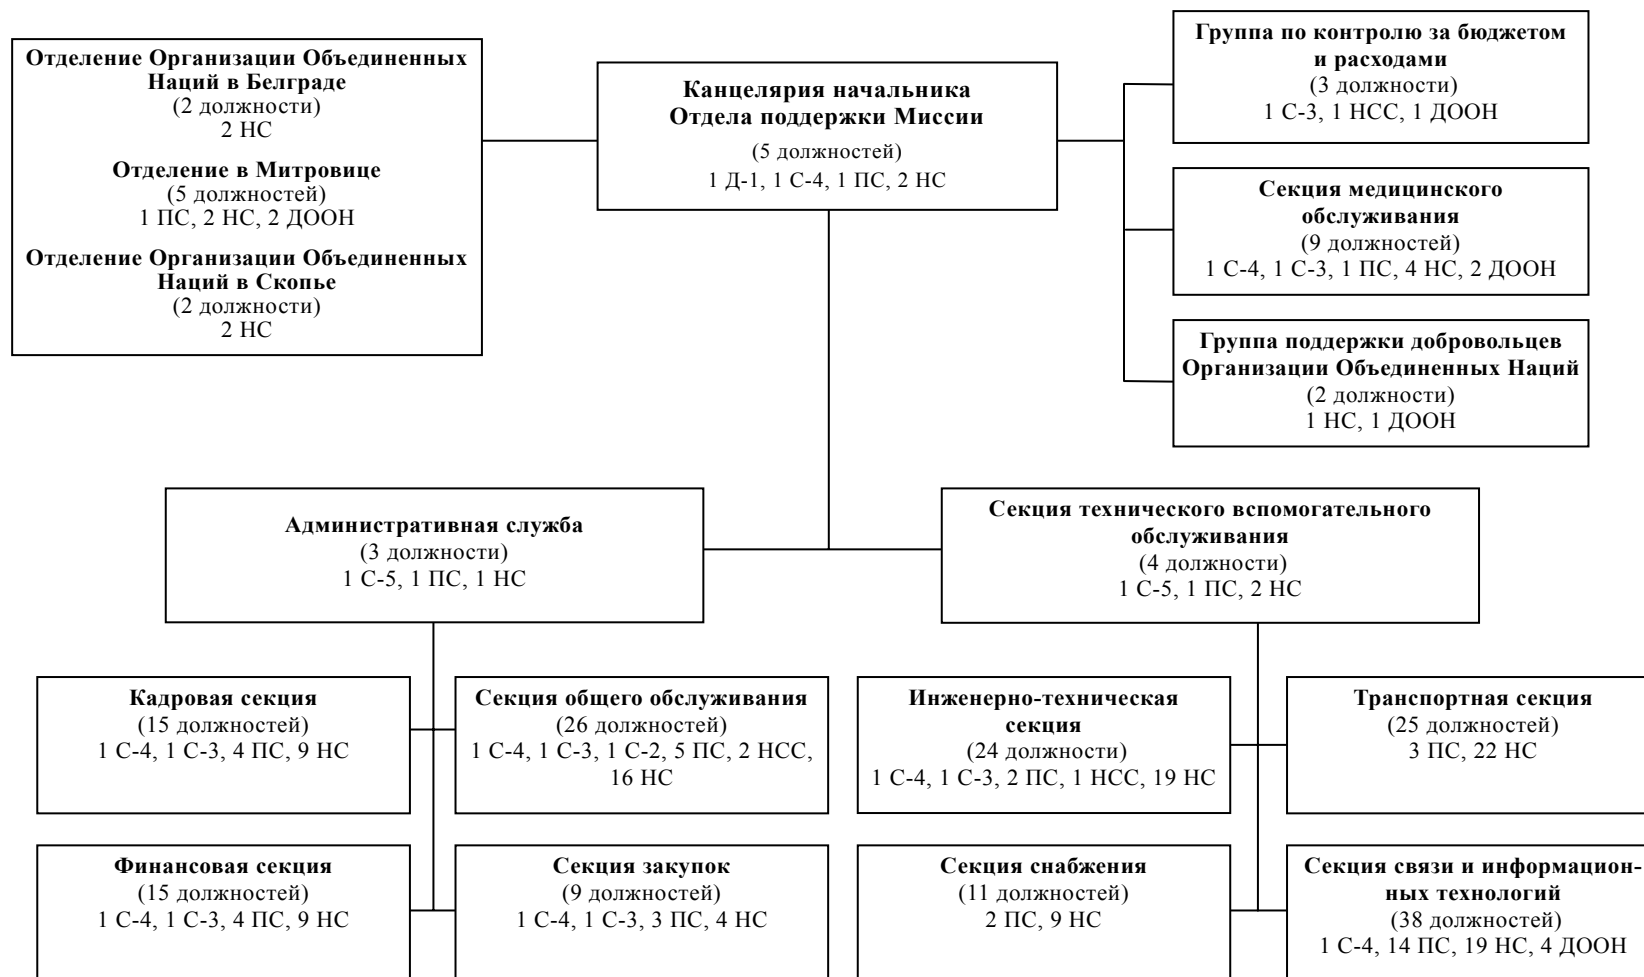 Отделение Организации Объединенных
Наций в Белграде
(2 должности)
2 НС
Отделение в Митровице
(5 должностей)
1 ПС, 2 НС, 2 ДООН
Отделение Организации Объединенных
Наций в Скопье
(2 должности)
2 НС
Канцелярия начальника
Отдела поддержки Миссии
(5 должностей)
1 Д-1, 1 С-4, 1 ПС, 2 НС
Группа по контролю за бюджетом
и расходами
(3 должности)
1 С-3, 1 НСС, 1 ДООН
Секция медицинского
обслуживания
(9 должностей)
1 С-4, 1 С-3, 1 ПС, 4 НС, 2 ДООН
Группа поддержки добровольцев
Организации Объединенных Наций
(2 должности)
1 НС, 1 ДООН
Административная служба
(3 должности)
1 С-5, 1 ПС, 1 НС
Секция технического вспомогательного
обслуживания
(4 должности)
1 С-5, 1 ПС, 2 НС
Кадровая секция
(15 должностей)
1 С-4, 1 С-3, 4 ПС, 9 НС
Секция общего обслуживания
(26 должностей)
1 С-4, 1 С-3, 1 С-2, 5 ПС, 2 НСС,
16 НС
Инженерно-техническая
секция
(24 должности)
1 С-4, 1 С-3, 2 ПС, 1 НСС, 19 НС
Транспортная секция
(25 должностей)
3 ПС, 22 НС
Финансовая секция
(15 должностей)
1 С-4, 1 С-3, 4 ПС, 9 НС
Секция закупок
(9 должностей)
1 С-4, 1 С-3, 3 ПС, 4 НС
Секция снабжения
(11 должностей)
2 ПС, 9 НС
Секция связи и информацион-
ных технологий
(38 должностей)
1 С-4, 14 ПС, 19 НС, 4 ДООН